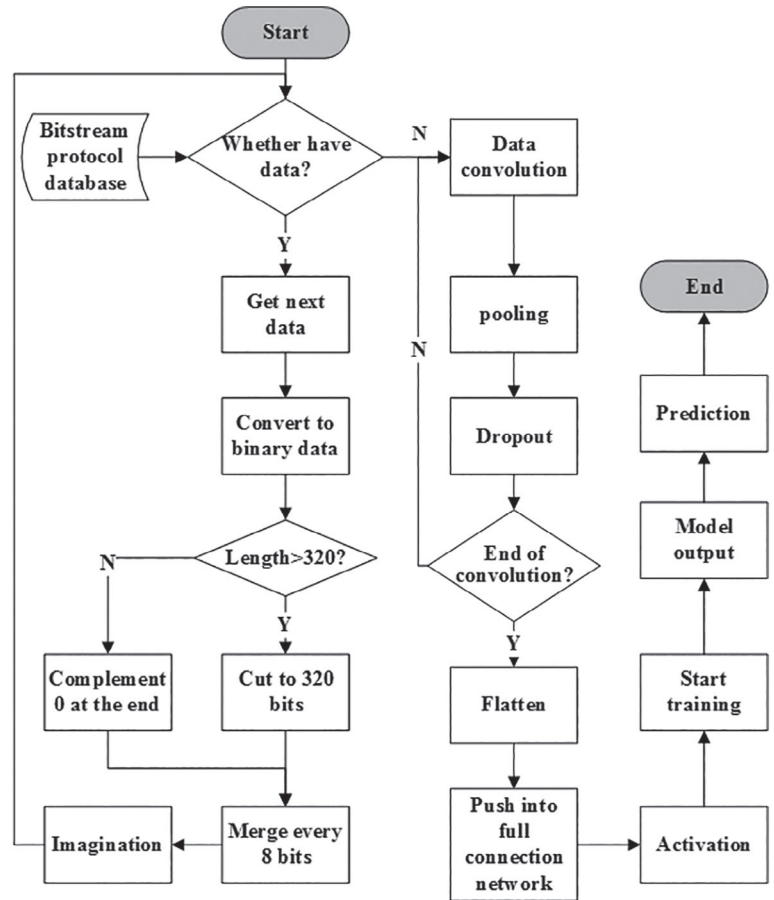 Start
Bitstream
protocol
database
Whether have
data?
N
Y
Get next
data
Convert to
binary data
Length>320?
N
Y
Complement
0 at the end
Cut to 320
bits
Merge every
8 bits
Imagination
Data
convolution
pooling
Dropout
End of
convolution?
N
Y
Flatten
Push into
full
connection
network
Activation
Start
training
Model
output
Prediction
End